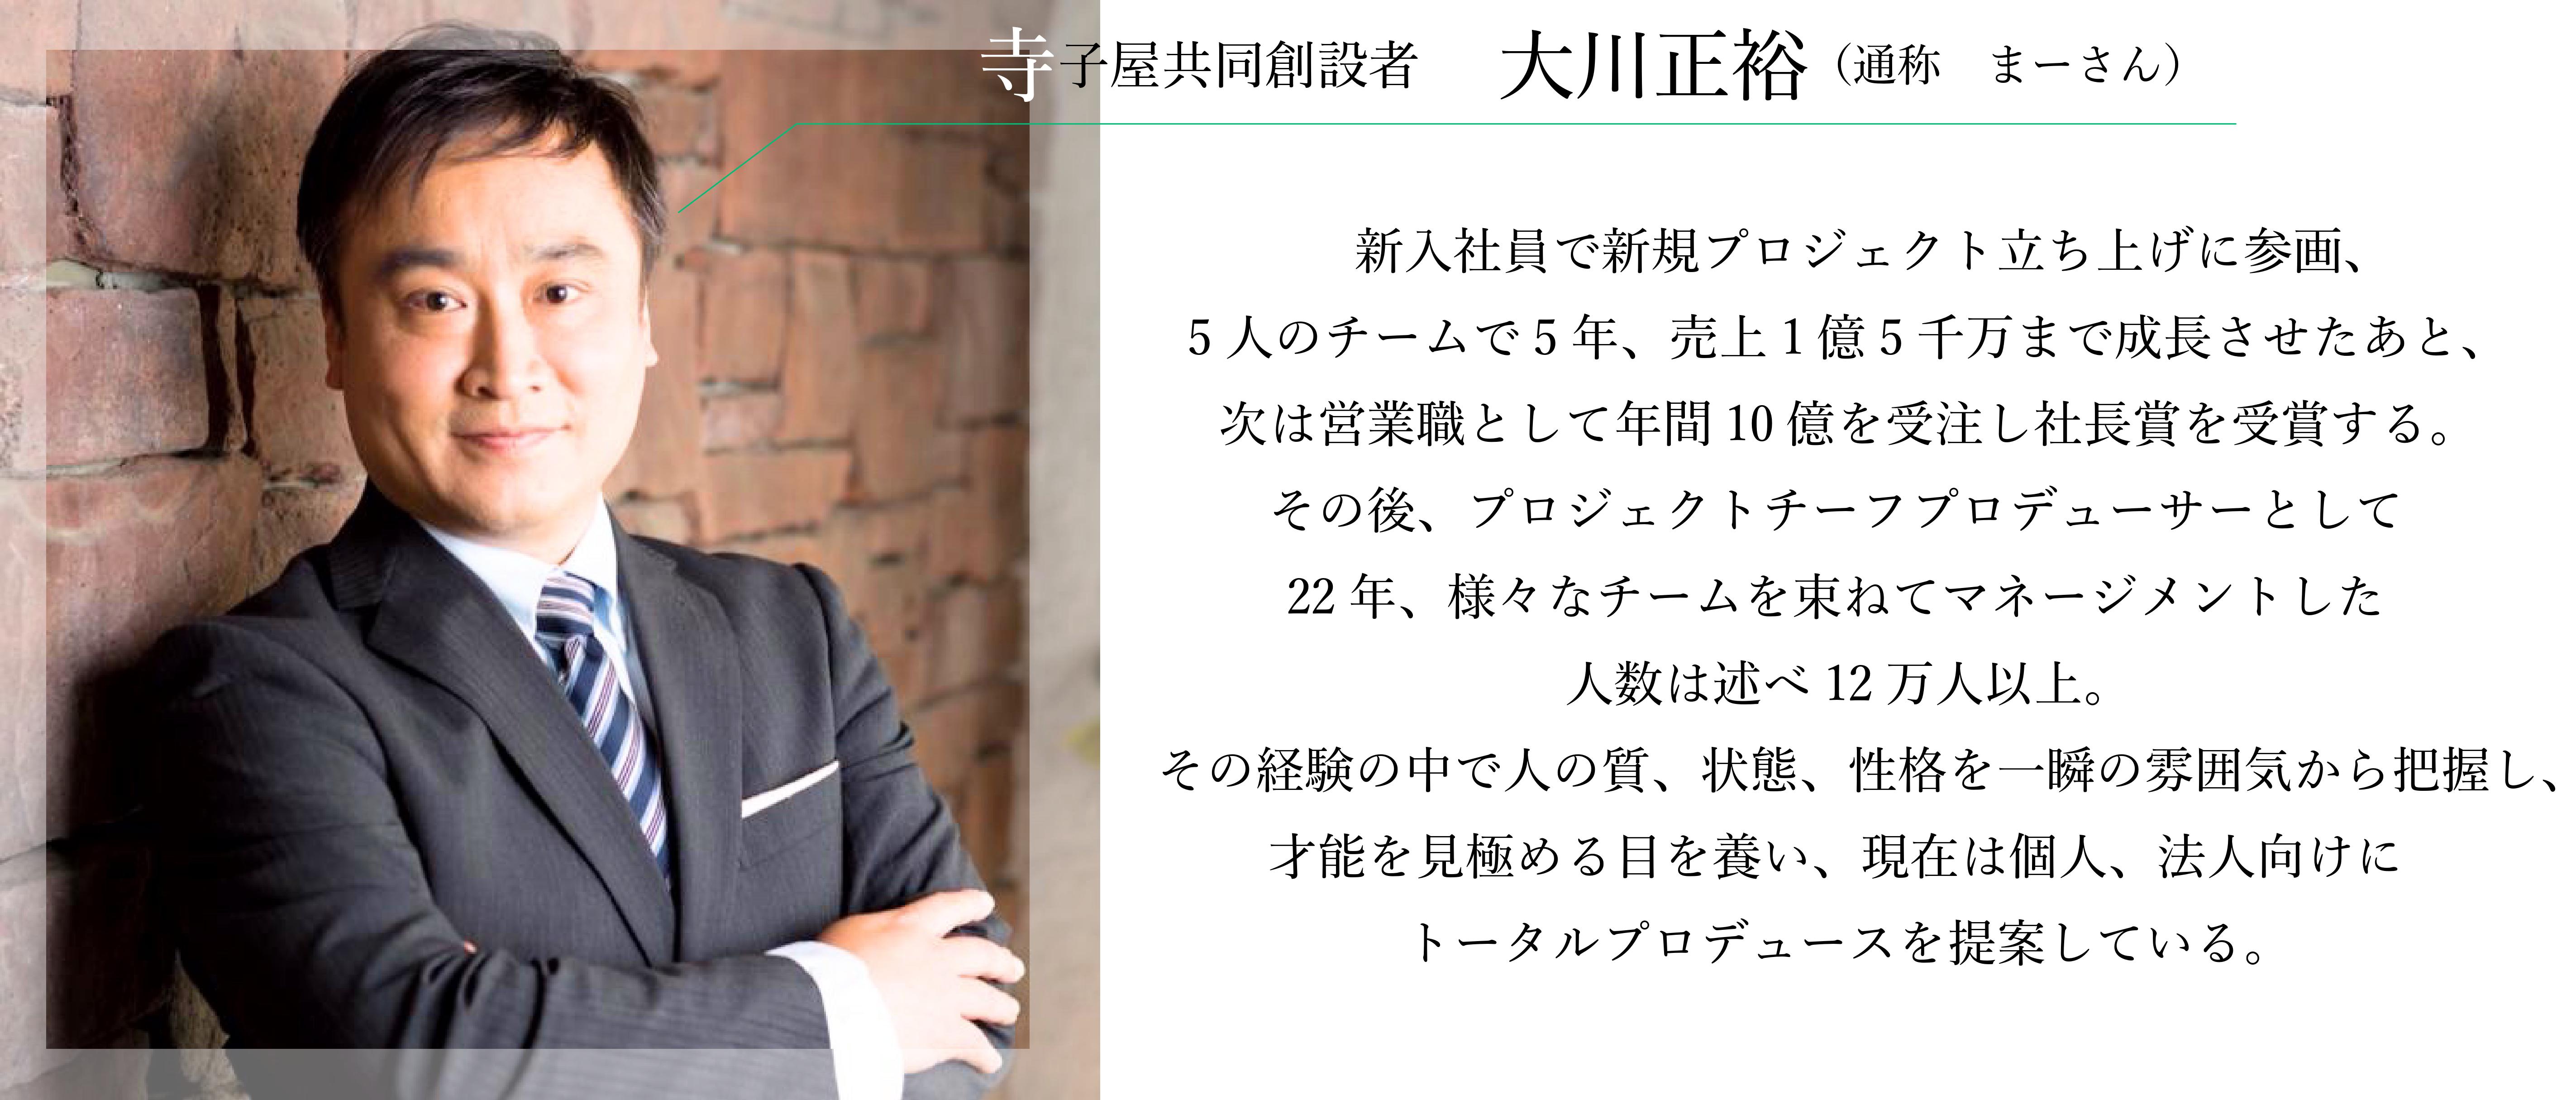 寺子屋共同創設者　大川正裕（通称　まーさん）
新入社員で新規プロジェクト立ち上げに参画、
5人のチームで5年、売上1億5千万まで成長させたあと、
次は営業職として年間10億を受注し社長賞を受賞する。
その後、プロジェクトチーフプロデューサーとして
22年、様々なチームを束ねてマネージメントした
人数は述べ12万人以上。
その経験の中で人の質、状態、性格を一瞬の雰囲気から把握し、
才能を見極める目を養い、現在は個人、法人向けに
トータルプロデュースを提案している。